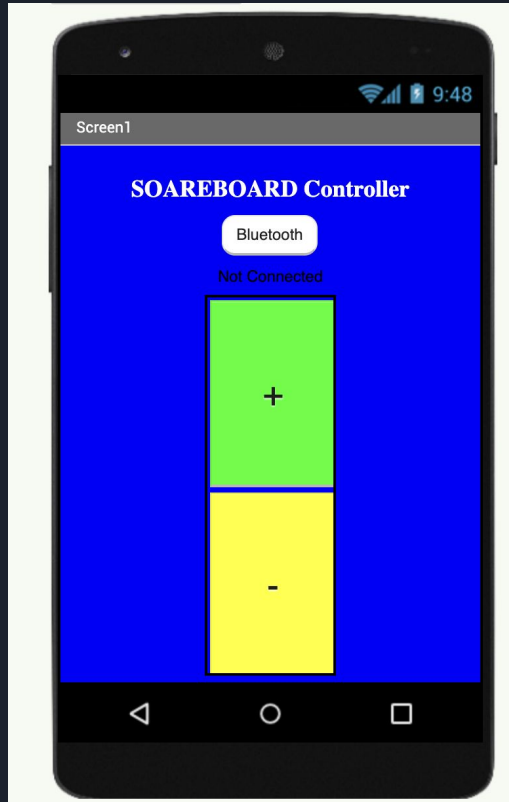 9:48
Screen1
SOAREBOARD Controller
Bluetooth
Not Connected
+
-